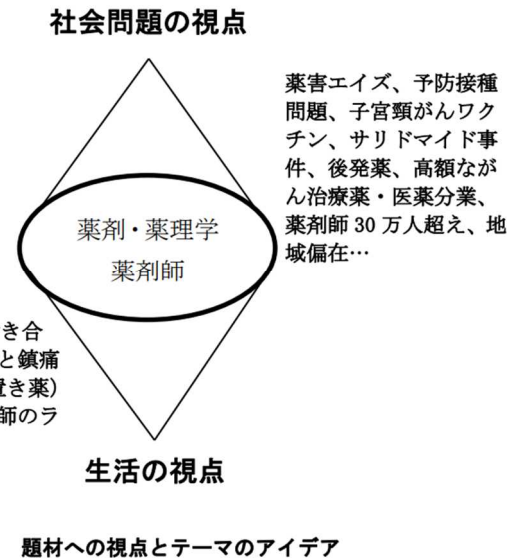 社会問題の視点
薬害エイズ、予防接種
問題、子宮頸がんワク
チン、サリドマイド事
件、後発薬、高額なが
ん治療薬・医薬分業、
薬剤師 30 万人超え、地
域偏在…
薬剤・薬理学
薬剤師
き合
と鎮痛
き薬）
師のラ
生活の視点
題材への視点とテーマのアイデア